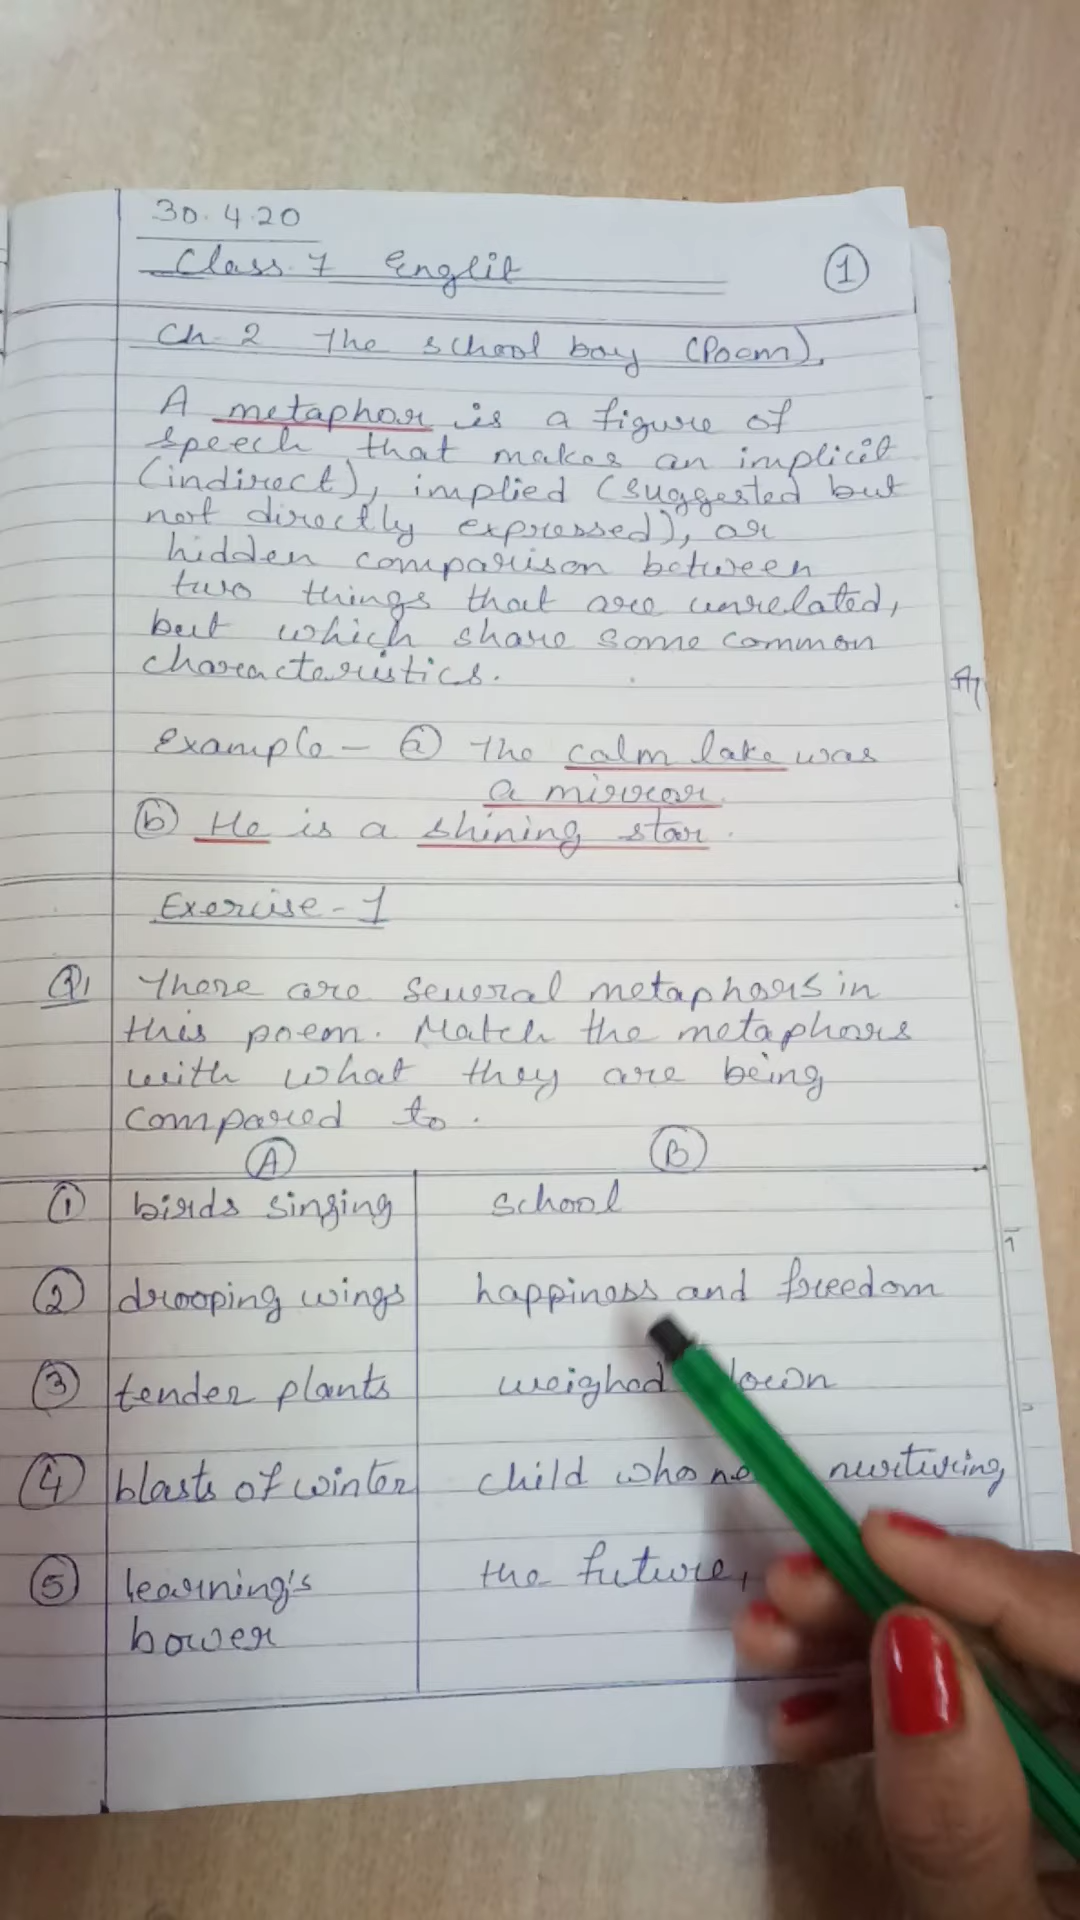 30.4.20
Class.7 Englit
1
Ch-2 The school boy (Poem).
A metaphor is a figure of
speech that makes an implicit
(indirect), implied (suggested but
not directly expressed), or
hidden comparison between
two things that are unrelated,
but which share some common
characteristics.
Example - a The calm lake was
a mirror.
b He is a shining star.
Exercise-1
Q1 There are several metaphors in
this poem. Match the metaphors
with what they are being
compared to.
A B
1 birds singing school
2 drooping wings happiness and freedom
3 tender plants weighed down
4 blasts of winter child who nurturing
5 learning's the future,
bower